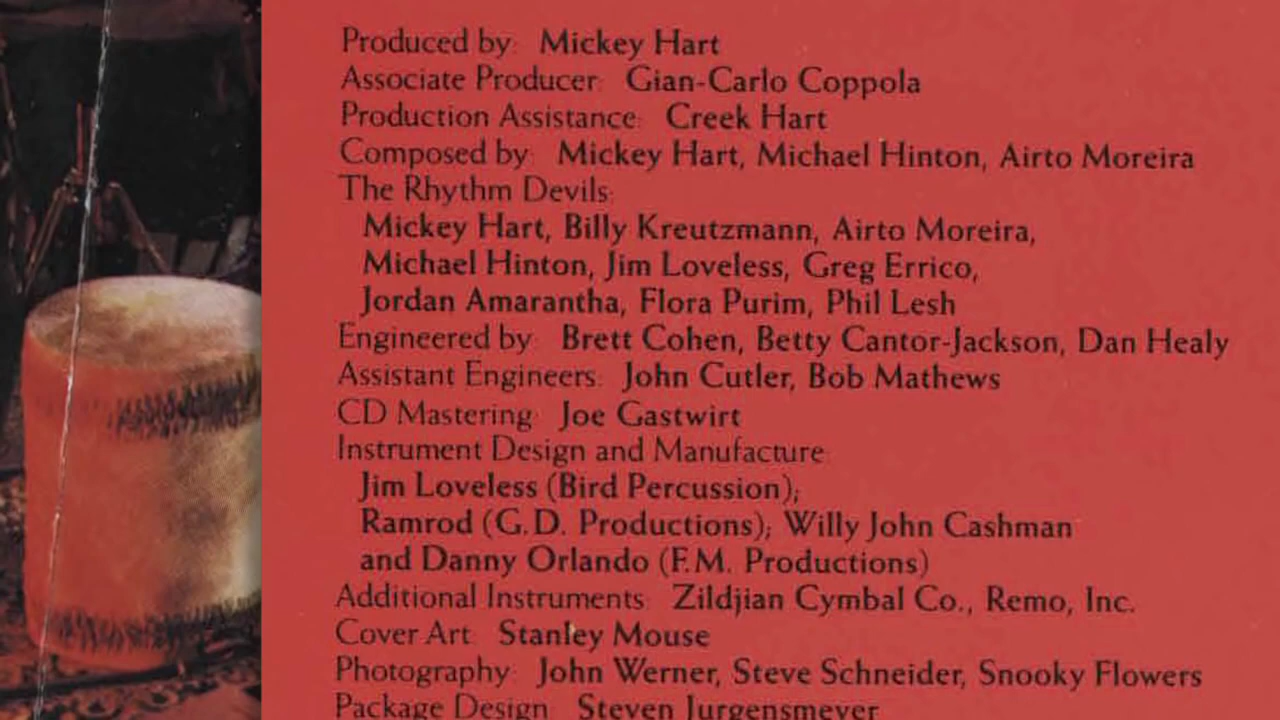 Produced by: Mickey Hart
Associate Producer: Gian-Carlo Coppola
Production Assistance: Creek Hart
Composed by: Mickey Hart, Michael Hinton, Airto Moreira
The Rhythm Devils:
Mickey Hart, Billy Kreutzmann, Airto Moreira,
Michael Hinton, Jim Loveless, Greg Errico,
Jordan Amarantha, Flora Purim, Phil Lesh
Engineered by: Brett Cohen, Betty Cantor-Jackson, Dan Healy
Assistant Engineers: John Cutler, Bob Mathews
CD Mastering: Joe Gastwirt
Instrument Design and Manufacture:
Jim Loveless (Bird Percussion);
Ramrod (G.D. Productions); Willy John Cashman
and Danny Orlando (F.M. Productions)
Additional Instruments: Zildjian Cymbal Co., Remo, Inc.
Cover Art: Stanley Mouse
Photography: John Werner, Steve Schneider, Snooky Flowers
Package Design: Steven Jurgensmeyer